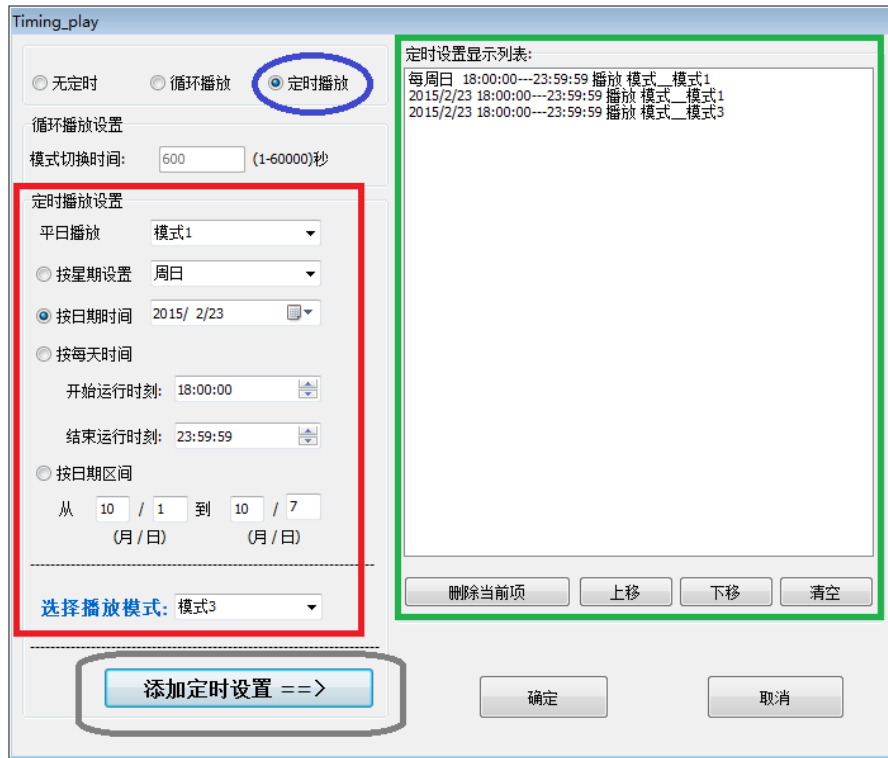 Timing_play
无定时 循环播放 定时播放
循环播放设置
模式切换时间: 600 (1-60000)秒
定时播放设置
平日播放 模式1
按星期设置 周日
按日期时间 2015/ 2/23
按每天时间
开始运行时刻: 18:00:00
结束运行时刻: 23:59:59
按日期区间
从 10 / 1 到 10 / 7
(月/日) (月/日)
选择播放模式: 模式3
添加定时设置 ==>
定时设置显示列表:
每周日 18:00:00---23:59:59 播放 模式__模式1
2015/2/23 18:00:00---23:59:59 播放 模式__模式1
2015/2/23 18:00:00---23:59:59 播放 模式__模式3
删除当前项 上移 下移 清空
确定 取消